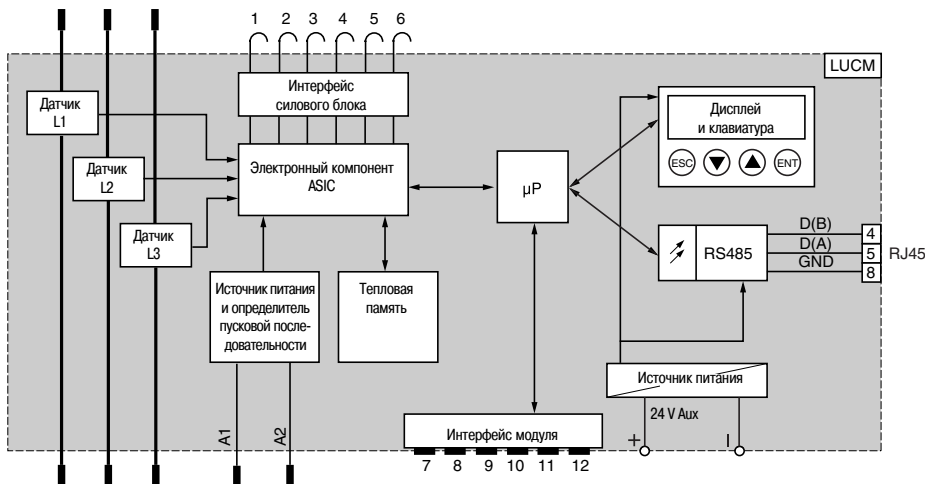 1 2 3 4 5 6
LUCM
Интерфейс
силового блока
Датчик
L1
Дисплей
и клавиатура
ESC
ENT
Электронный компонент
ASIC
µP
Датчик
L2
Датчик
L3
RS485
D(B)
4
D(A)
5
RJ45
GND
8
Источник питания
и определитель
пусковой после-
довательности
Тепловая
память
Источник питания
24 V Aux
A1
A2
Интерфейс модуля
+
–
7 8 9 10 11 12